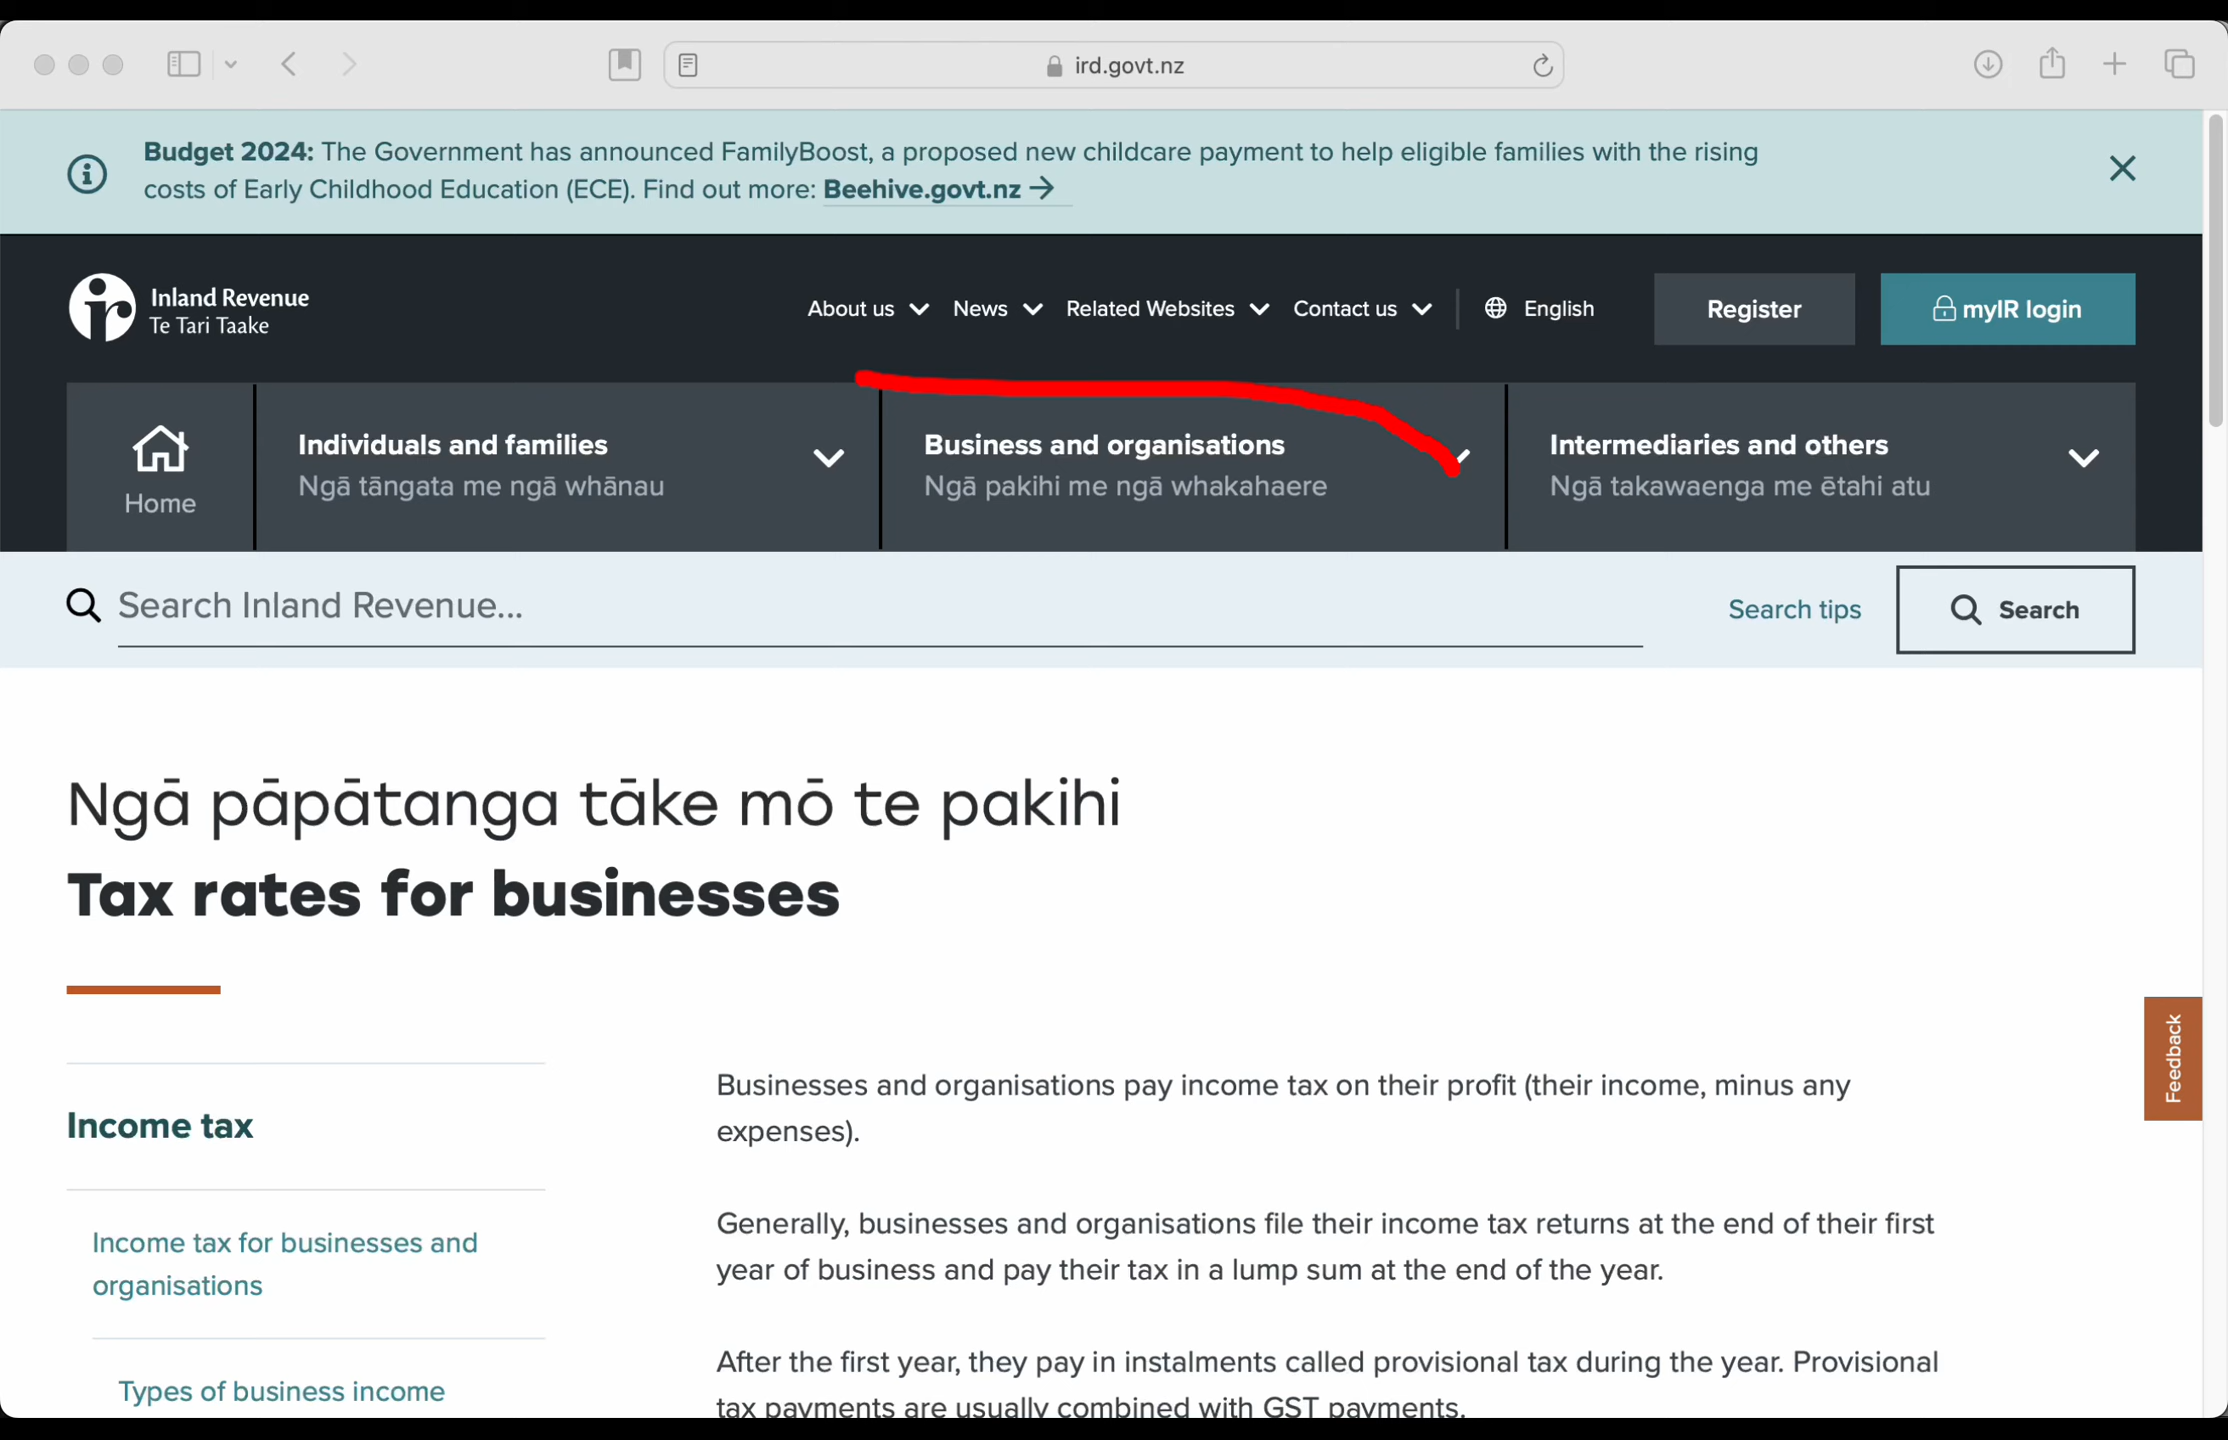 ird.govt.nz
Budget 2024: The Government has announced FamilyBoost, a proposed new childcare payment to help eligible families with the rising
costs of Early Childhood Education (ECE). Find out more: Beehive.govt.nz →
Inland Revenue
Te Tari Taake
About us
News
Related Websites
Contact us
English
Register
myIR login
Home
Individuals and families
Ngā tāngata me ngā whānau
Business and organisations
Ngā pakihi me ngā whakahaere
Intermediaries and others
Ngā takawaenga me ētahi atu
Search Inland Revenue...
Search tips
Search
Ngā pāpātanga tāke mō te pakihi
Tax rates for businesses
Income tax
Income tax for businesses and
organisations
Types of business income
Businesses and organisations pay income tax on their profit (their income, minus any
expenses).
Generally, businesses and organisations file their income tax returns at the end of their first
year of business and pay their tax in a lump sum at the end of the year.
After the first year, they pay in instalments called provisional tax during the year. Provisional
tax payments are usually combined with GST payments.
Feedback